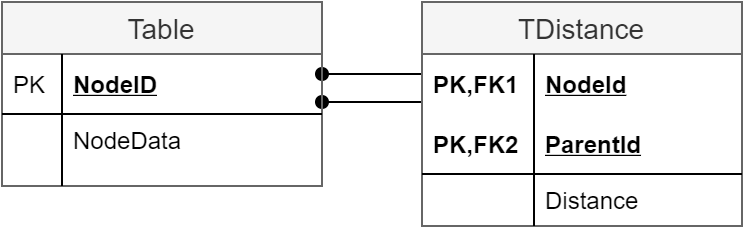 Table
PK NodeID
NodeData
TDistance
PK,FK1 NodeId
PK,FK2 ParentId
Distance